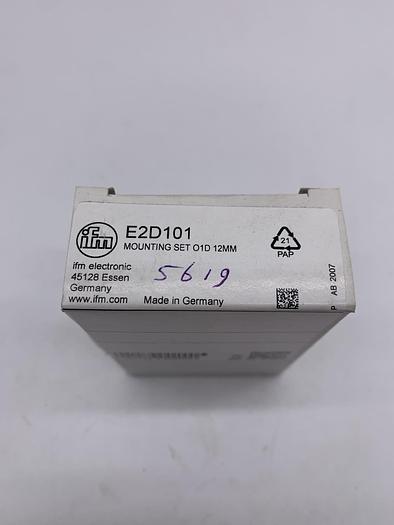 ifm
E2D101
MOUNTING SET O1D 12MM
ifm electronic
45128 Essen
Germany
www.ifm.com
Made in Germany
5619
21
PAP
P AB 2007